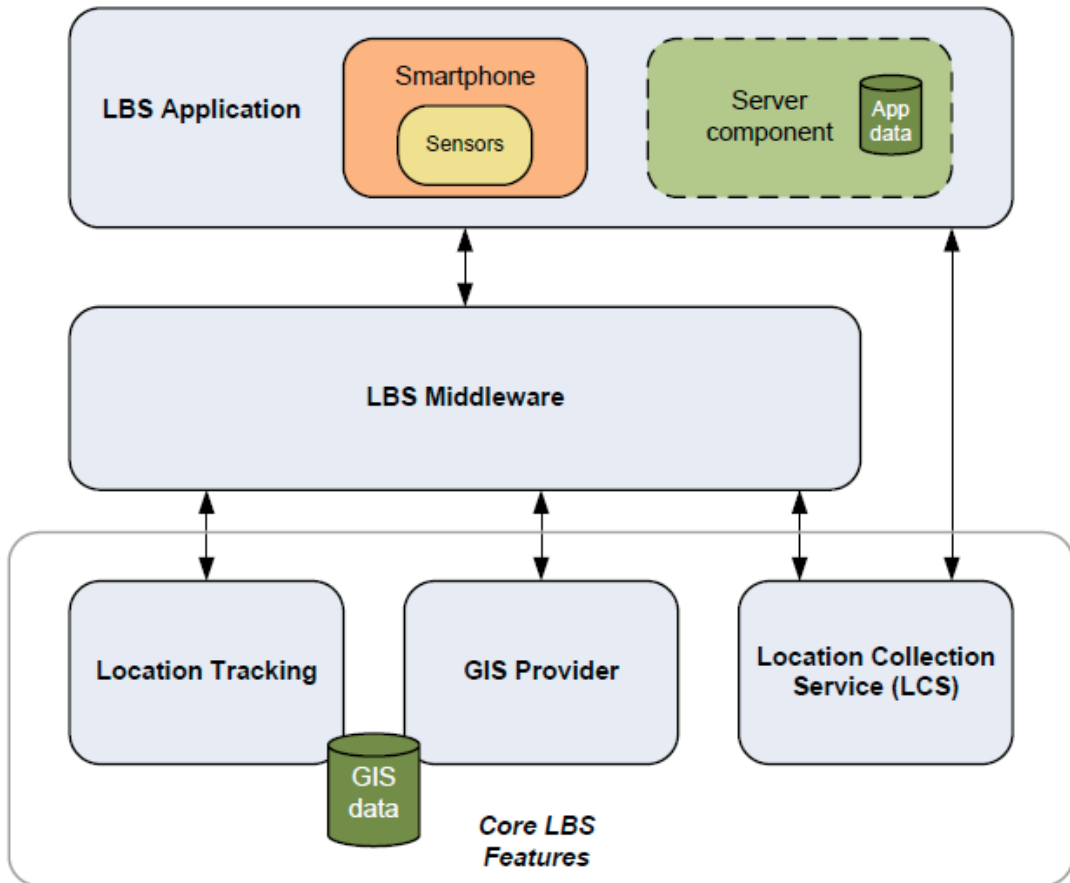 LBS Application
Smartphone
Sensors
Server
component
App
data
LBS Middleware
Location Tracking
GIS Provider
Location Collection
Service (LCS)
GIS
data
Core LBS
Features